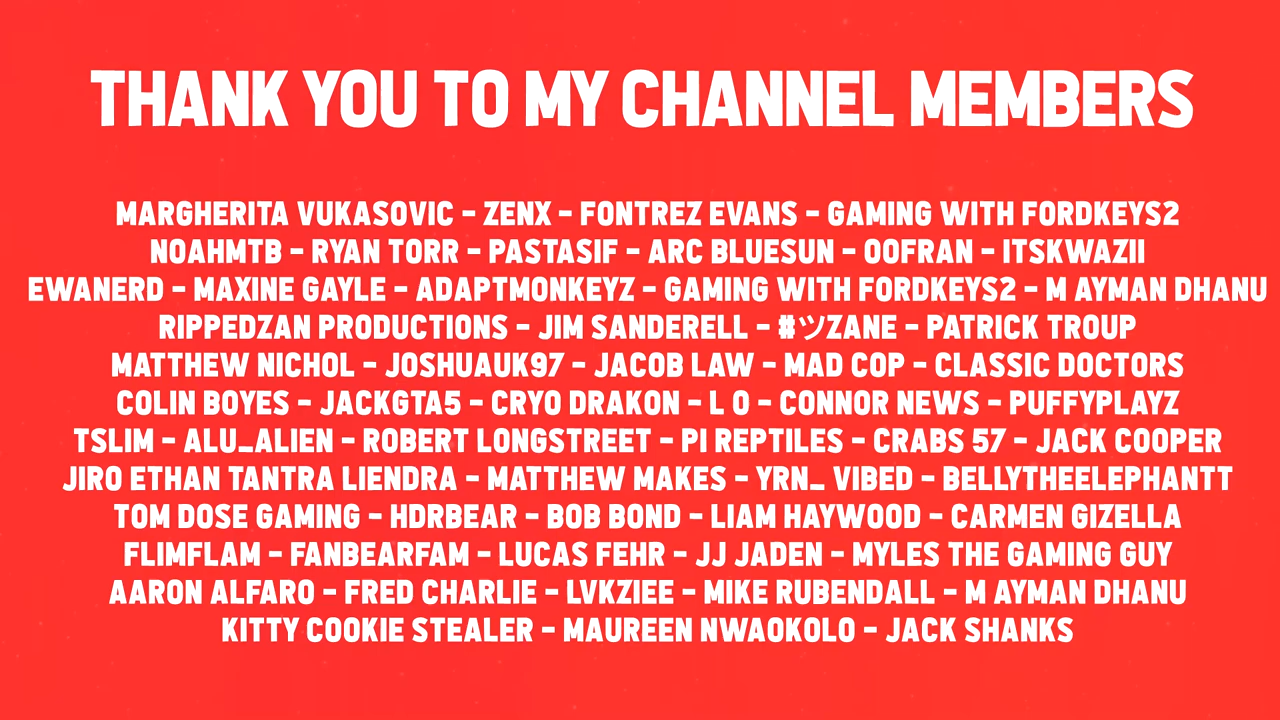 THANK YOU TO MY CHANNEL MEMBERS
MARGHERITA VUKASOVIC - ZENX - FONTREZ EVANS - GAMING WITH FORDKEYS2
NOAHMTB - RYAN TORR - PASTASIF - ARC BLUESUN - OOFRAN - ITSKWAZII
EWANERD - MAXINE GAYLE - ADAPTMONKEYZ - GAMING WITH FORDKEYS2 - M AYMAN DHANU
RIPPEDZAN PRODUCTIONS - JIM SANDERELL - #ツZANE - PATRICK TROUP
MATTHEW NICHOL - JOSHUAUK97 - JACOB LAW - MAD COP - CLASSIC DOCTORS
COLIN BOYES - JACKGTA5 - CRYO DRAKON - L O - CONNOR NEWS - PUFFYPLAYZ
TSLIM - ALU_ALIEN - ROBERT LONGSTREET - PI REPTILES - CRABS 57 - JACK COOPER
JIRO ETHAN TANTRA LIENDRA - MATTHEW MAKES - YRN_ VIBED - BELLYTHEELEPHANTT
TOM DOSE GAMING - HDRBEAR - BOB BOND - LIAM HAYWOOD - CARMEN GIZELLA
FLIMFLAM - FANBEARFAM - LUCAS FEHR - JJ JADEN - MYLES THE GAMING GUY
AARON ALFARO - FRED CHARLIE - LVKZIEE - MIKE RUBENDALL - M AYMAN DHANU
KITTY COOKIE STEALER - MAUREEN NWAOKOLO - JACK SHANKS